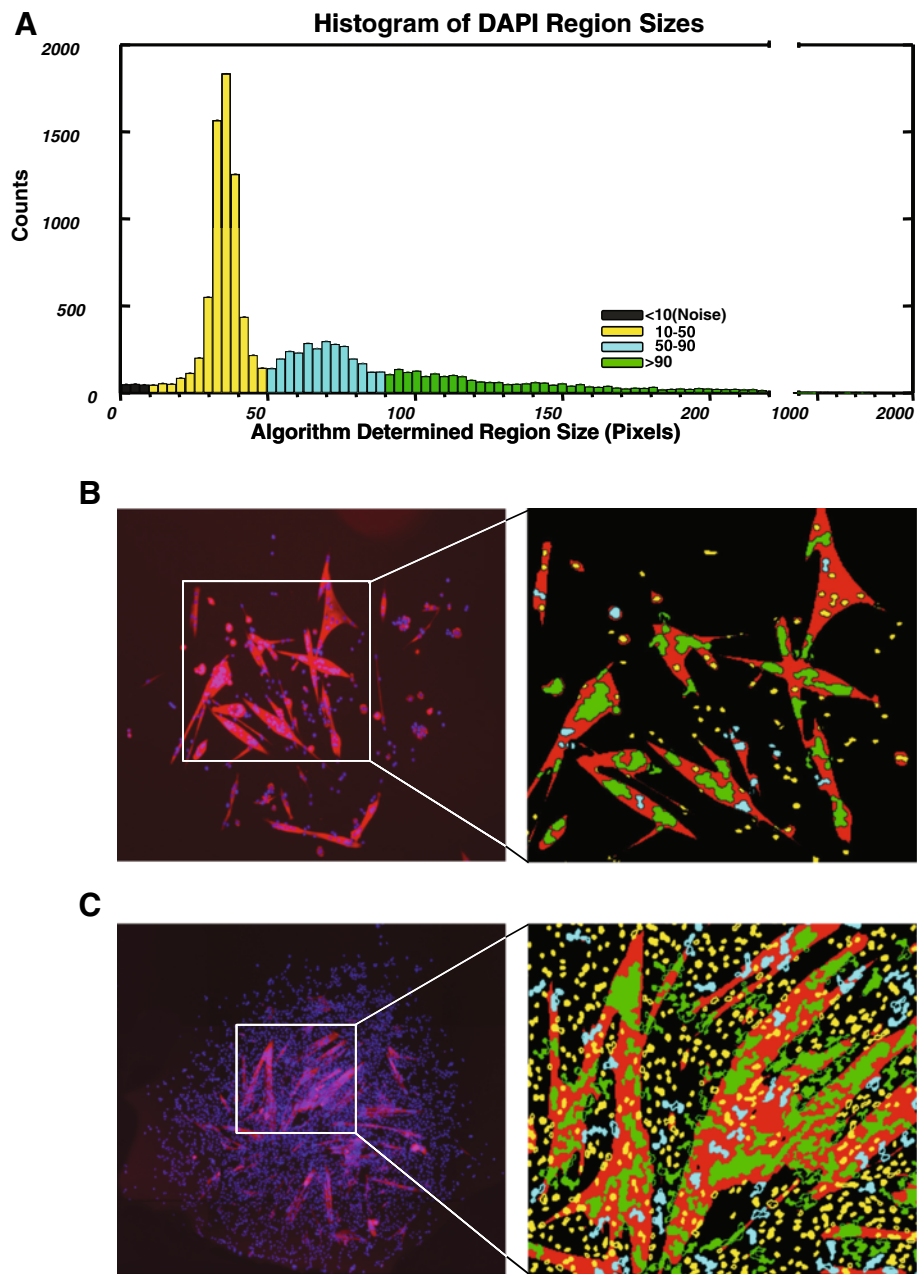 A
Histogram of DAPI Region Sizes
2000
1500
1000
500
0
Counts
<10(Noise)
10-50
50-90
>90
0 50 100 150 200 1000 2000
Algorithm Determined Region Size (Pixels)
B
C